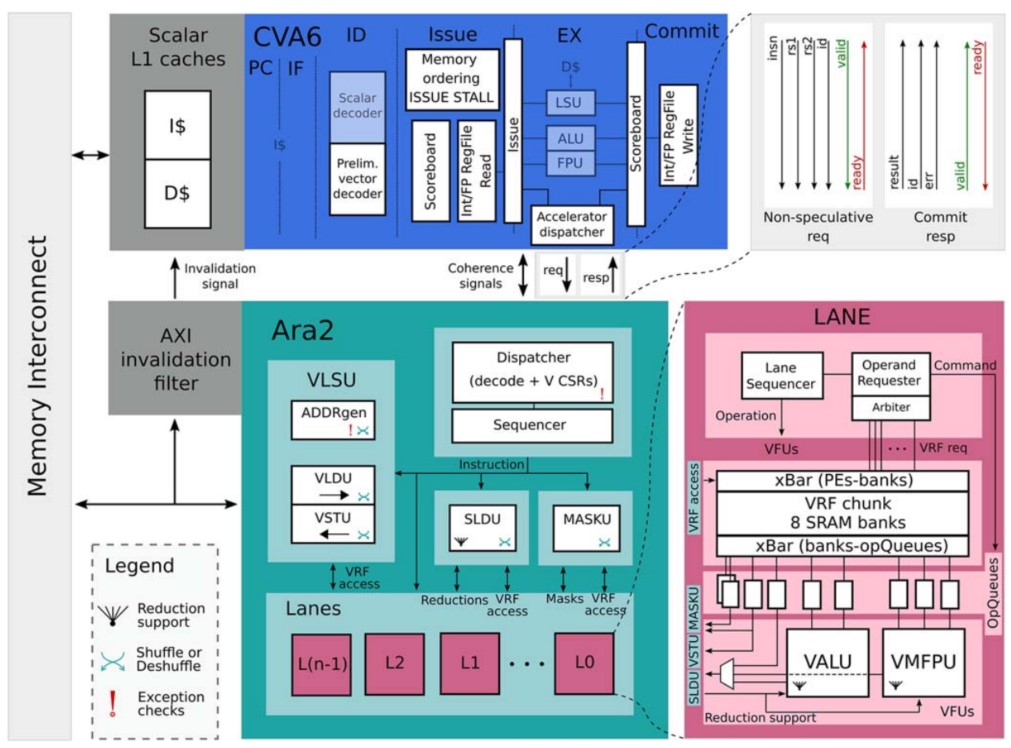 Memory Interconnect
Scalar
L1 caches
I$
D$
CVA6
PC
IF
I$
ID
Scalar
decoder
Prelim.
vector
decoder
Issue
Memory
ordering
ISSUE STALL
Scoreboard
Int/FP RegFile
Read
Issue
EX
D$
LSU
ALU
FPU
Accelerator
dispatcher
Scoreboard
Commit
Int/FP RegFile
Write
insn
rs1
rs2
id
valid
ready
Non-speculative
req
result
id
err
valid
ready
Commit
resp
Invalidation
signal
Coherence
signals
req
resp
AXI
invalidation
filter
Ara2
VLSU
ADDRgen
!
VLDU
VSTU
Dispatcher
(decode + V CSRs)
!
Sequencer
Instruction
SLDU
MASKU
VRF
access
Reductions
VRF
access
Masks
VRF
access
Lanes
L(n-1)
L2
L1
...
L0
Legend
Reduction
support
Shuffle or
Deshuffle
!
Exception
checks
LANE
Lane
Sequencer
Operand
Requester
Arbiter
Command
Operation
VFUs
...
VRF req
VRF access
xBar (PEs-banks)
VRF chunk
8 SRAM banks
xBar (banks-opQueues)
OpQueues
MASKU
VSTU
SLDU
VALU
VMFPU
Reduction support
VFUs